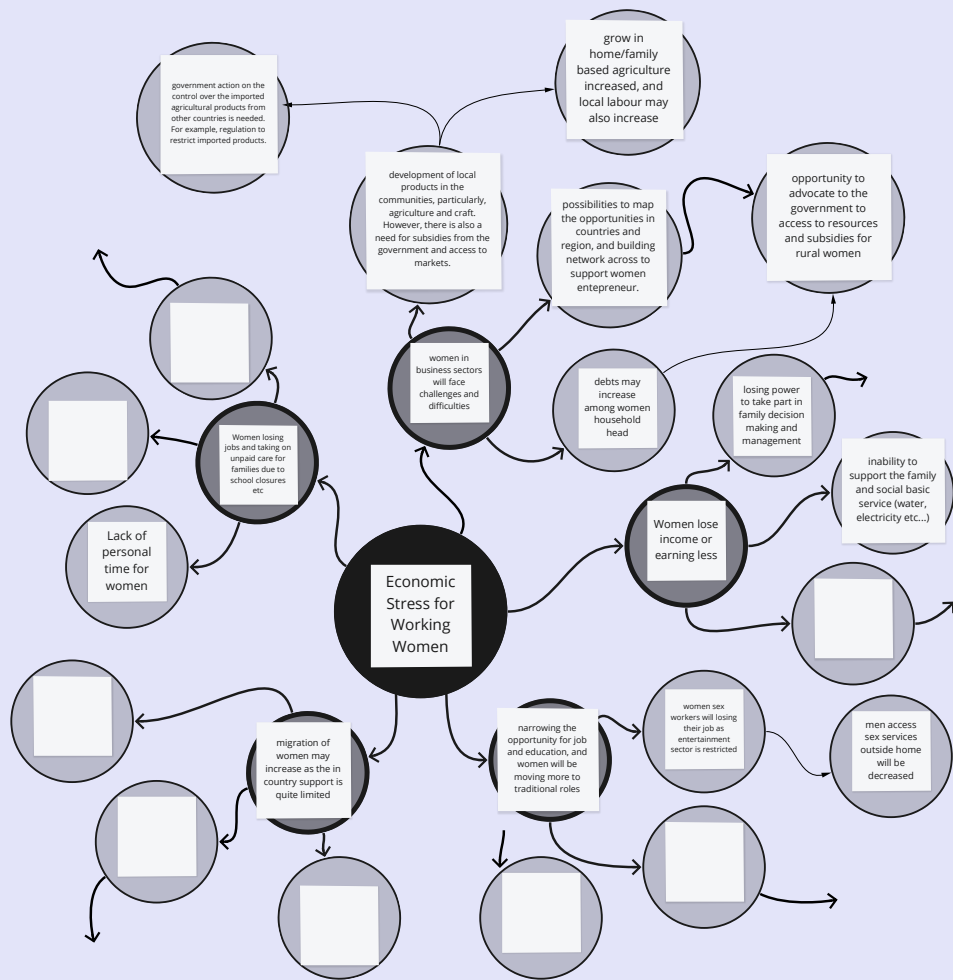 government action on the
control over the imported
agricultural products from
other countries is needed.
For example, regulation to
restrict imported products.
grow in
home/family
based agriculture
increased, and
local labour may
also increase
development of local
products in the
communities, particularly,
agriculture and craft.
However, there is also a
need for subsidies from the
government and access to
markets.
possibilities to map
the opportunities in
countries and
region, and building
network across to
support women
entepreneur.
opportunity to
advocate to the
government to
access to resources
and subsidies for
rural women
women in
business sectors
will face
challenges and
difficulties
debts may
increase
among women
household
head
losing power
to take part in
family decision
making and
management
Women losing
jobs and taking on
unpaid care for
families due to
school closures
etc
inability to
support the family
and social basic
service (water,
electricity etc...)
Lack of
personal
time for
women
Women lose
income or
earning less
Economic
Stress for
Working
Women
migration of
women may
increase as the in
country support is
quite limited
narrowing the
opportunity for job
and education, and
women will be
moving more to
traditional roles
women sex
workers will losing
their job as
entertainment
sector is restricted
men access
sex services
outside home
will be
decreased